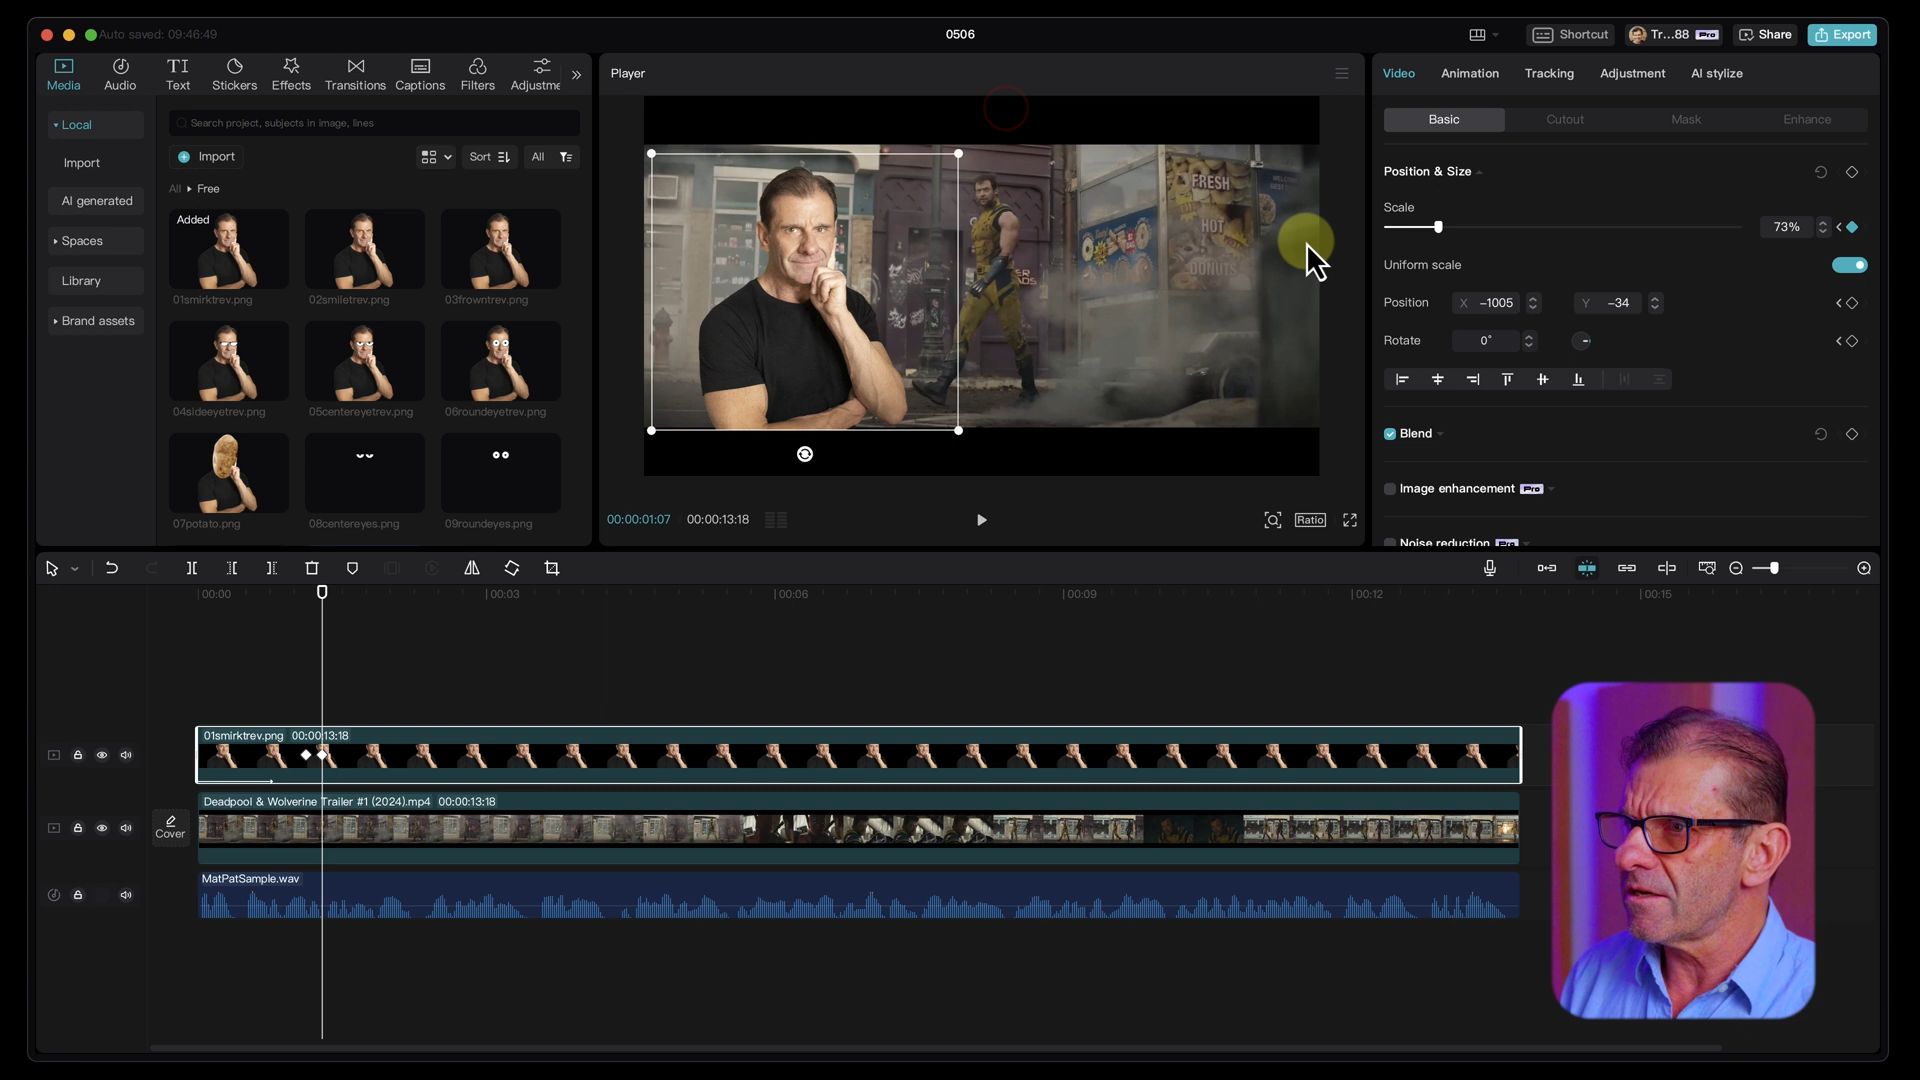 Auto saved: 09:46:49
0506
Shortcut
Tr...88 Pro
Share
Export
Media
Audio
Text
Stickers
Effects
Transitions
Captions
Filters
Adjustme
Local
Import
AI generated
Spaces
Library
Brand assets
Search project, subjects in image, lines
Import
Sort
All
All
Free
Added
01smirktrev.png
02smiletrev.png
03frowntrev.png
04sideeyetrev.png
05centereyetrev.png
06roundeyetrev.png
07potato.png
08centereyes.png
09roundeyes.png
Player
FRESH
HOT
DONUTS
00:00:01:07
00:00:13:18
Ratio
Video
Animation
Tracking
Adjustment
AI stylize
Basic
Cutout
Mask
Enhance
Position & Size
Scale
73%
Uniform scale
Position
X -1005
Y -34
Rotate
0°
Blend
Image enhancement Pro
Noise reduction Pro
00:00
00:03
00:06
00:09
00:12
00:15
01smirktrev.png 00:00:13:18
Cover
Deadpool & Wolverine Trailer #1 (2024).mp4 00:00:13:18
MatPatSample.wav